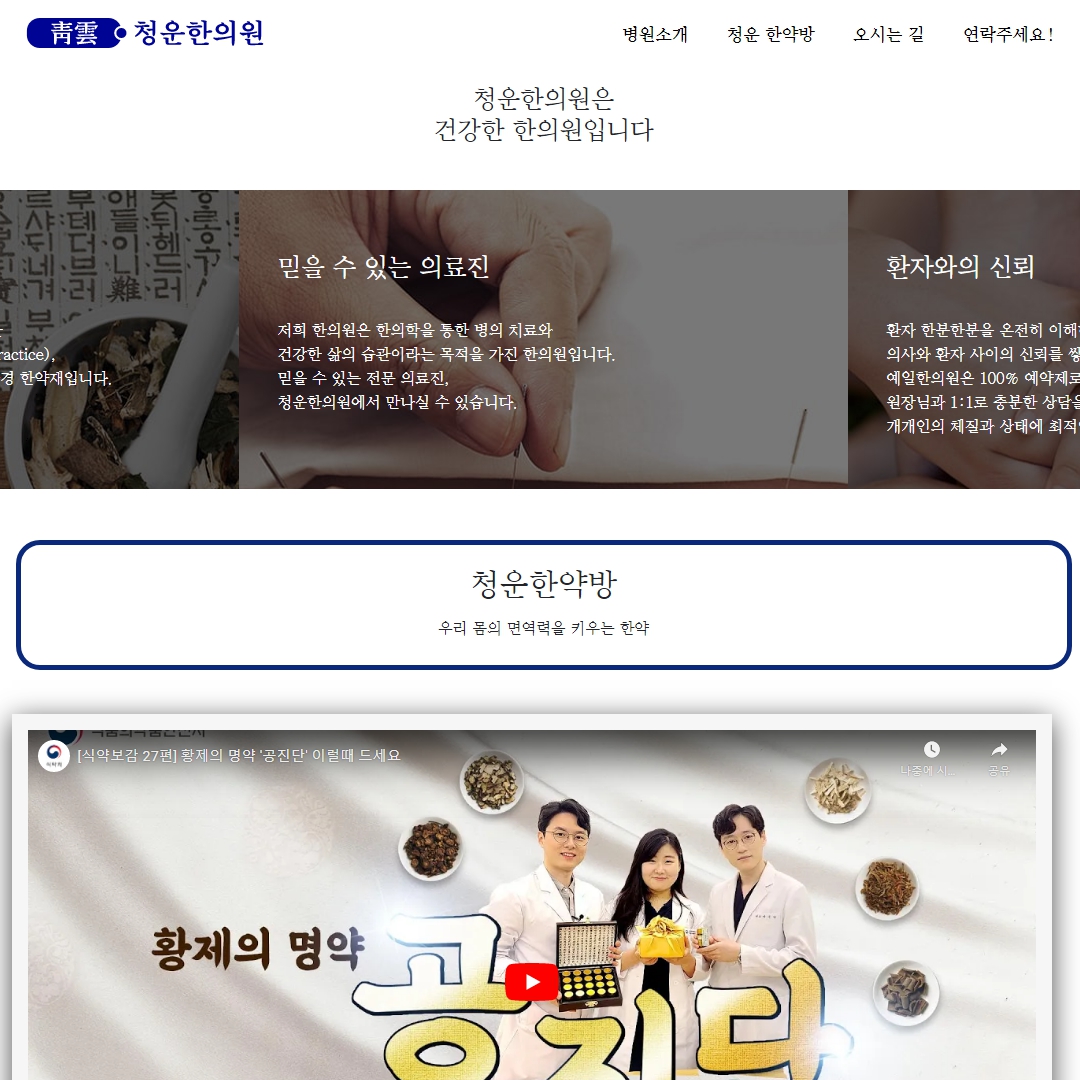 靑雲 청운한의원
병원소개 청운 한약방 오시는 길 연락주세요!
청운한의원은
건강한 한의원입니다
믿을 수 있는 의료진
저희 한의원은 한의학을 통한 병의 치료와
건강한 삶의 습관이라는 목적을 가진 한의원입니다.
믿을 수 있는 전문 의료진,
청운한의원에서 만나실 수 있습니다.
ractice),
경 한약재입니다.
환자와의 신뢰
환자 한분한분을 온전히 이해
의사와 환자 사이의 신뢰를
예일한의원은 100% 예약제로
원장님과 1:1로 충분한 상담을
개개인의 체질과 상태에 최적
청운한약방
우리 몸의 면역력을 키우는 한약
[식약보감 27편] 황제의 명약 '공진단' 이럴때 드세요
나중에 시...
공유
황제의 명약
공진단